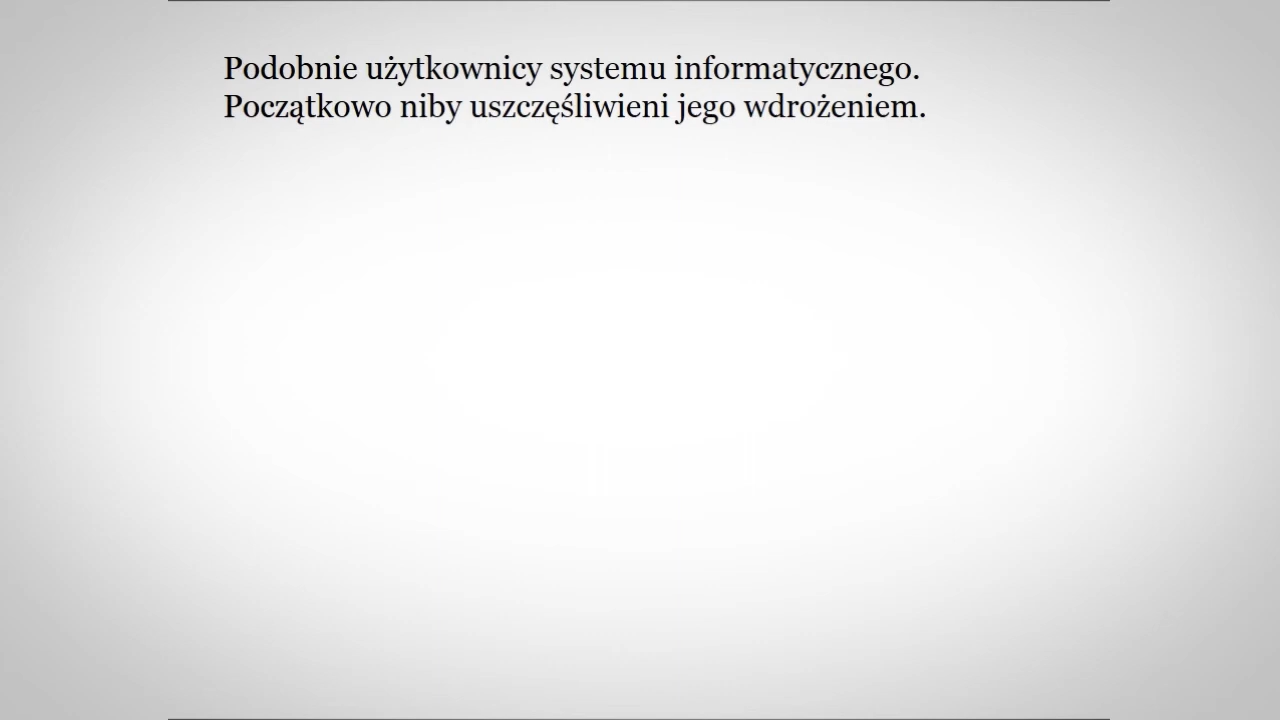 Podobnie użytkownicy systemu informatycznego.
Początkowo niby uszczęśliwieni jego wdrożeniem.